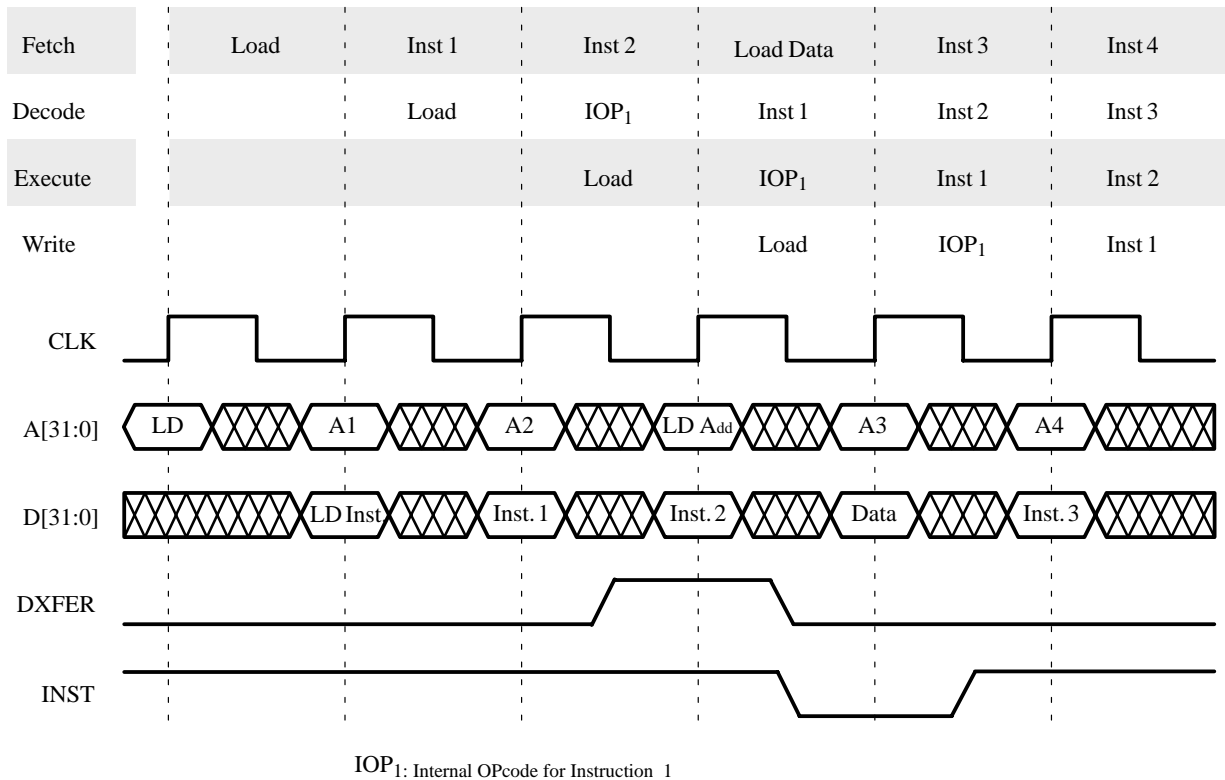 Fetch Load Inst 1 Inst 2 Load Data Inst 3 Inst 4
Decode Load IOP1 Inst 1 Inst 2 Inst 3
Execute Load IOP1 Inst 1 Inst 2
Write Load IOP1 Inst 1
CLK
A[31:0] LD A1 A2 LD Add A3 A4
D[31:0] LD Inst. Inst. 1 Inst. 2 Data Inst. 3
DXFER
INST
IOP1: Internal OPcode for Instruction 1